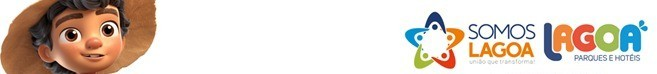 SOMOS
LAGOA
união que transforma!
LAGOA
PARQUES E HOTÉIS